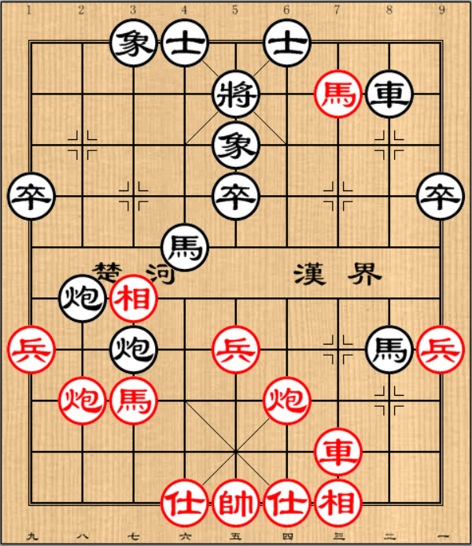 1 2 3 4 5 6 7 8 9
象 士 士
將 馬 車
象
卒 卒 卒
馬
楚 河 漢 界
炮 相
兵 炮 兵 馬 兵
炮 馬 炮
車
仕 帥 仕 相
九 八 七 六 五 四 三 二 一